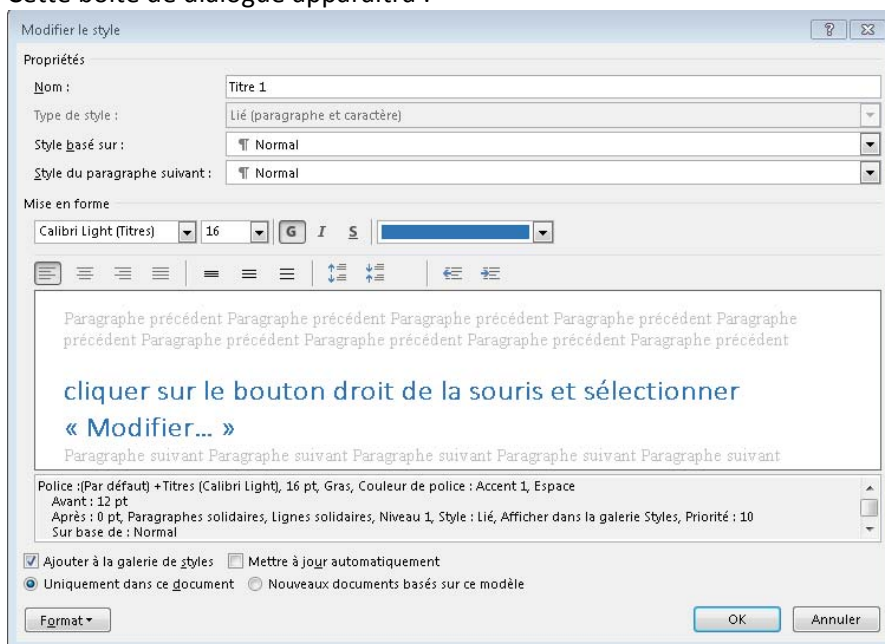 Cette boîte de dialogue apparaîtra :
Modifier le style
Propriétés
Nom : Titre 1
Type de style : Lié (paragraphe et caractère)
Style basé sur : ¶ Normal
Style du paragraphe suivant : ¶ Normal
Mise en forme
Calibri Light (Titres) 16 G I S
Paragraphe précédent Paragraphe précédent Paragraphe précédent Paragraphe précédent Paragraphe
précédent Paragraphe précédent Paragraphe précédent Paragraphe précédent Paragraphe précédent
cliquer sur le bouton droit de la souris et sélectionner
« Modifier... »
Paragraphe suivant Paragraphe suivant Paragraphe suivant Paragraphe suivant Paragraphe suivant
Police :(Par défaut) +Titres (Calibri Light), 16 pt, Gras, Couleur de police : Accent 1, Espace
Avant : 12 pt
Après : 0 pt, Paragraphes solidaires, Lignes solidaires, Niveau 1, Style : Lié, Afficher dans la galerie Styles, Priorité : 10
Sur base de : Normal
Ajouter à la galerie de styles Mettre à jour automatiquement
Uniquement dans ce document Nouveaux documents basés sur ce modèle
Format OK Annuler